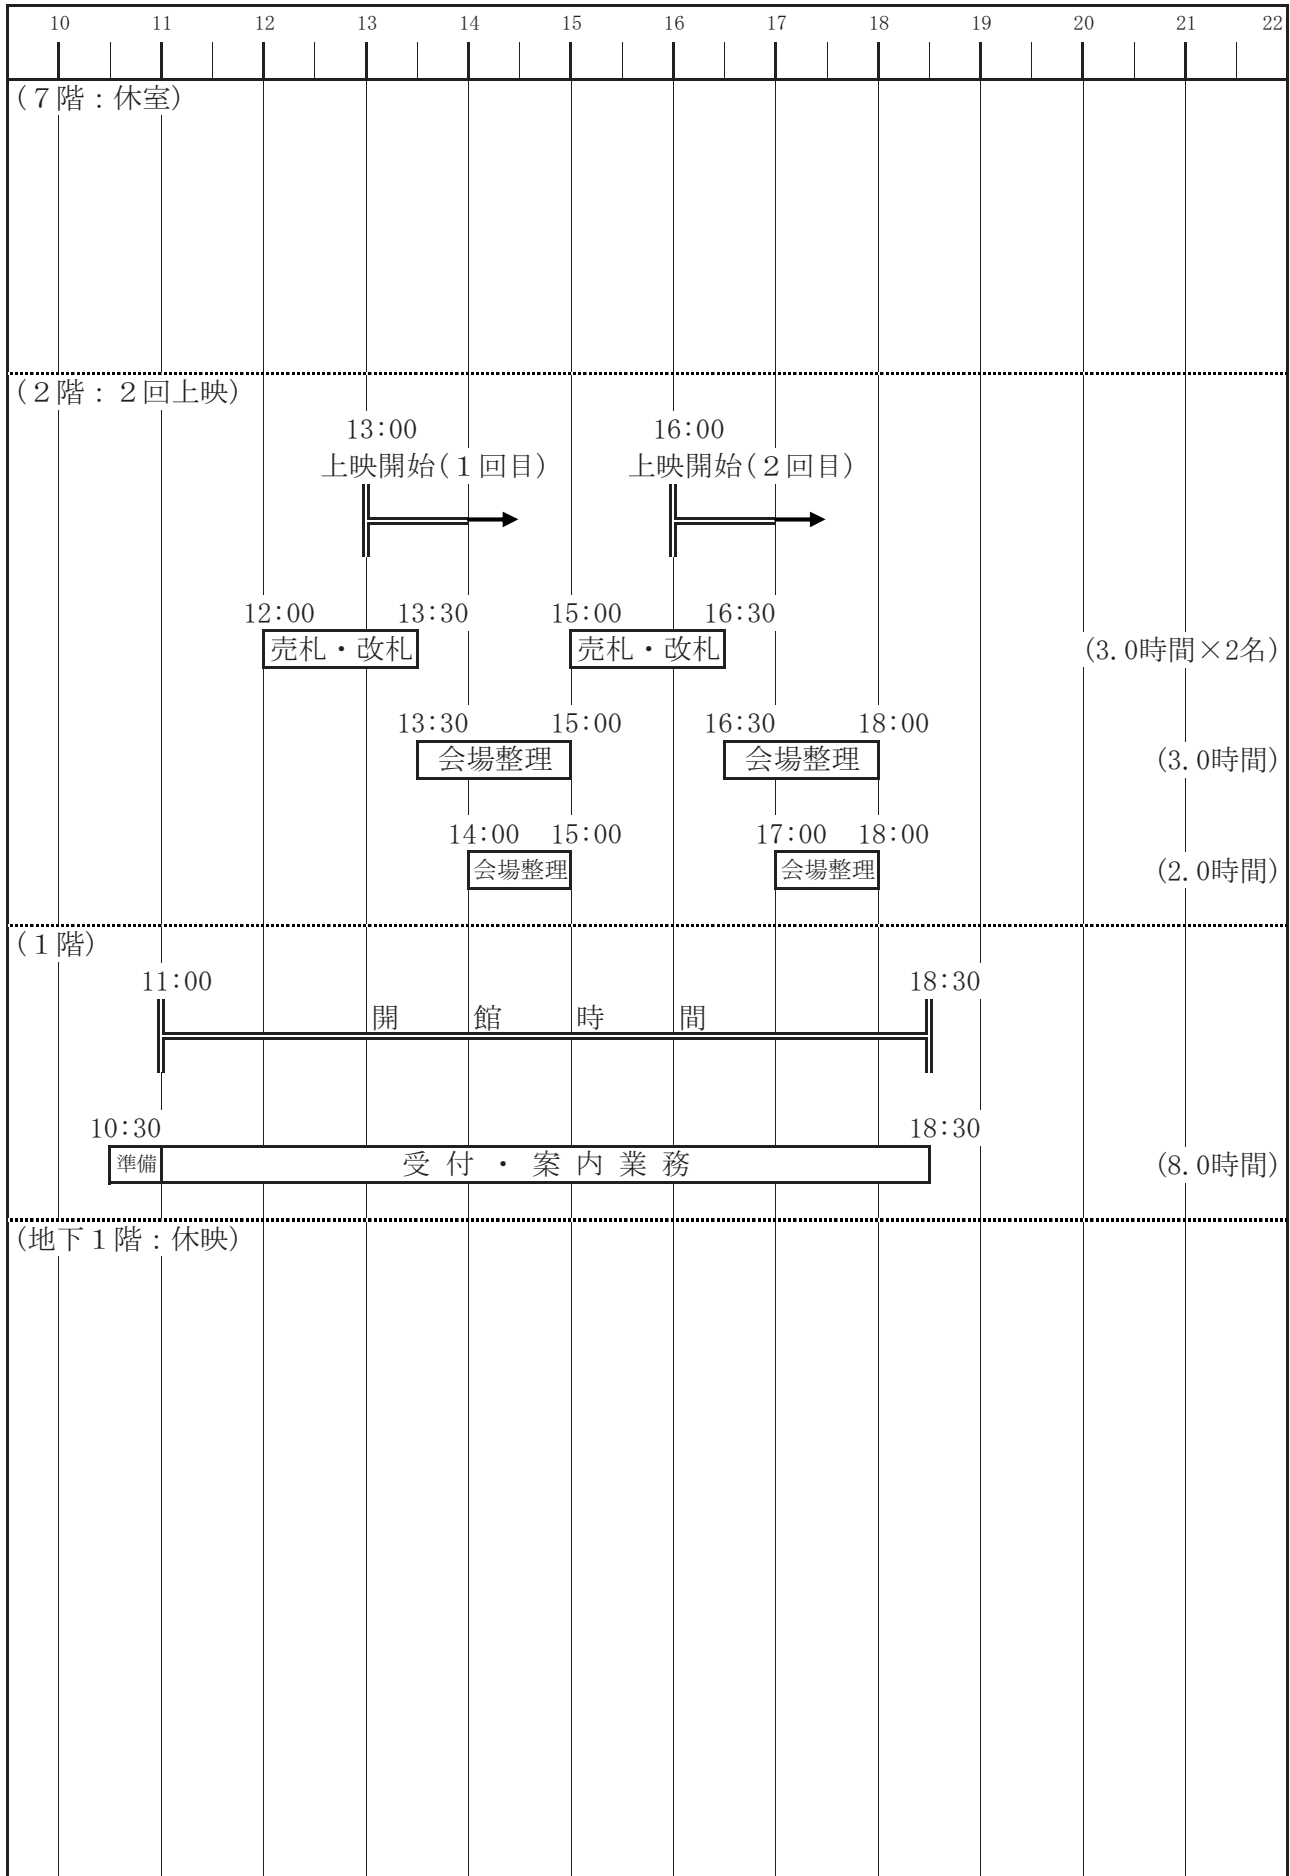 10 11 12 13 14 15 16 17 18 19 20 21 22
(７階：休室)
(２階：２回上映)
13:00 16:00
上映開始(１回目) 上映開始(２回目)
12:00 13:30 15:00 16:30
売札・改札 売札・改札 (3.0時間×2名)
13:30 15:00 16:30 18:00
会場整理 会場整理 (3.0時間)
14:00 15:00 17:00 18:00
会場整理 会場整理 (2.0時間)
(１階)
11:00 18:30
開 館 時 間
10:30 18:30
準備 受 付 ・ 案 内 業 務 (8.0時間)
(地下１階：休映)